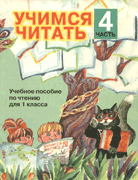 УЧИМСЯ
ЧИТАТЬ
4
ЧАСТЬ
Учебное пособие
по чтению
для 1 класса